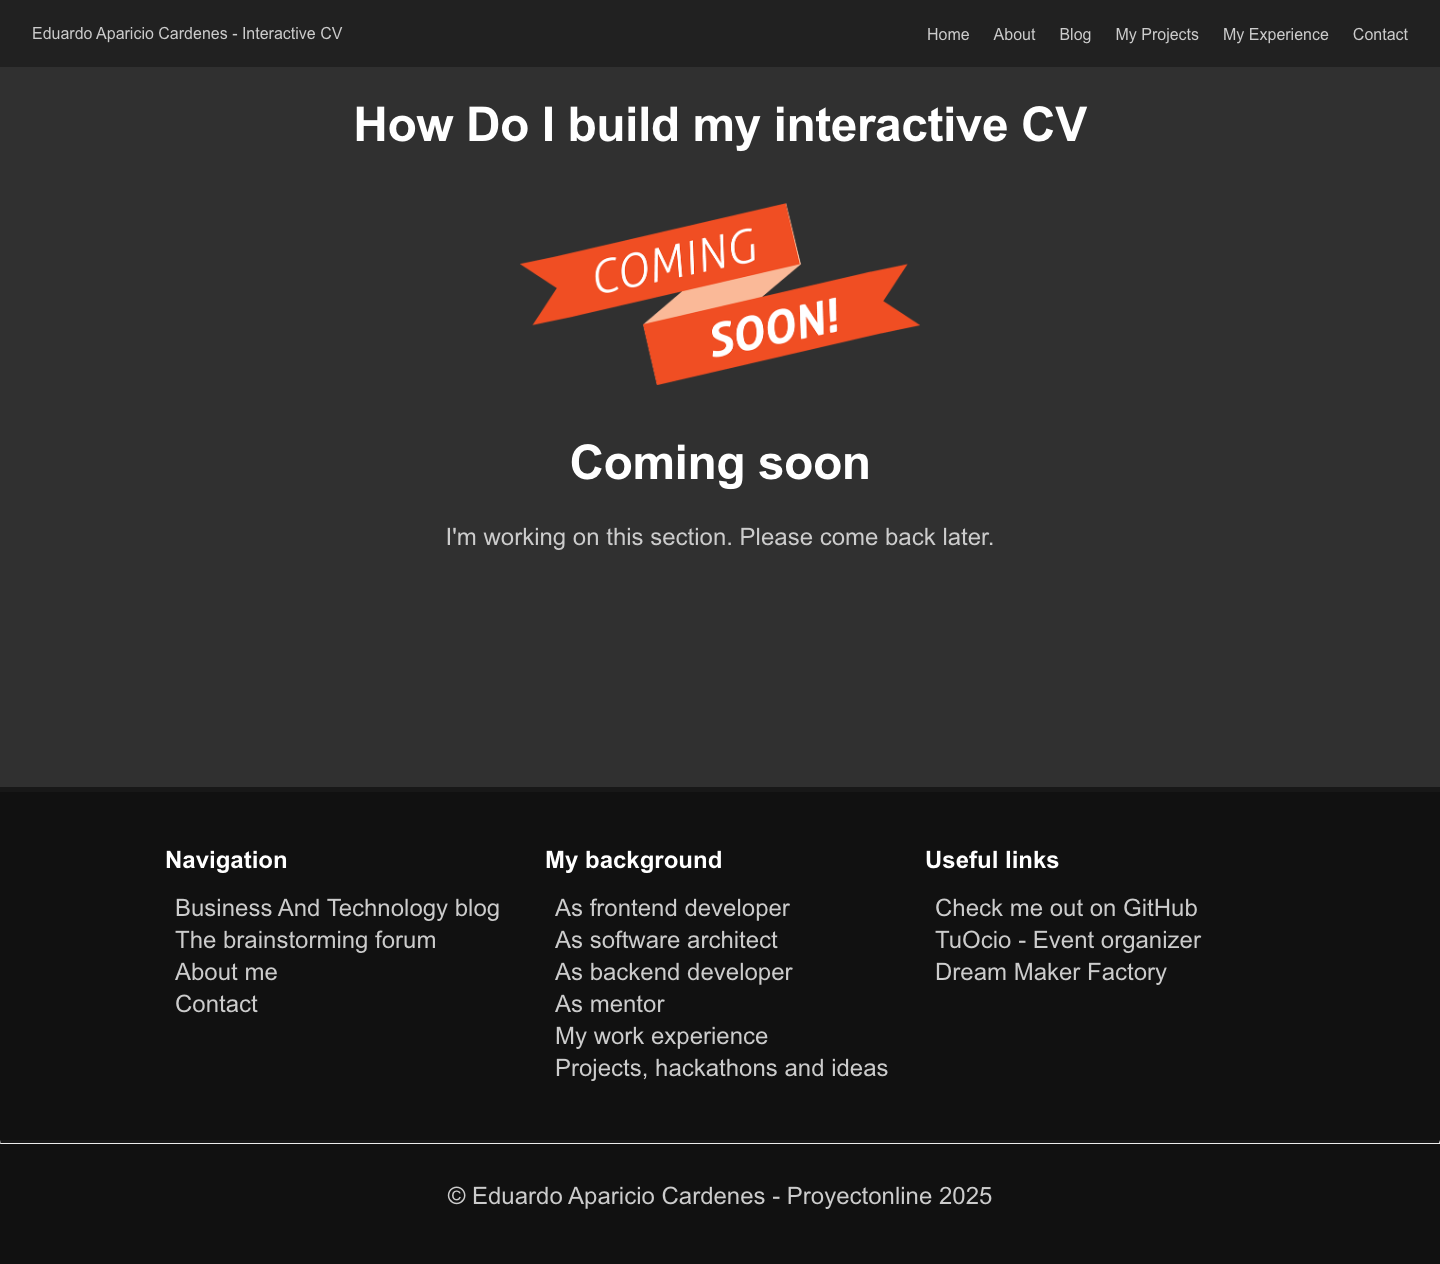 Eduardo Aparicio Cardenes - Interactive CV
Home About Blog My Projects My Experience Contact
How Do I build my interactive CV
COMING
SOON!
Coming soon
I'm working on this section. Please come back later.
Navigation
Business And Technology blog
The brainstorming forum
About me
Contact
My background
As frontend developer
As software architect
As backend developer
As mentor
My work experience
Projects, hackathons and ideas
Useful links
Check me out on GitHub
TuOcio - Event organizer
Dream Maker Factory
© Eduardo Aparicio Cardenes - Proyectonline 2025